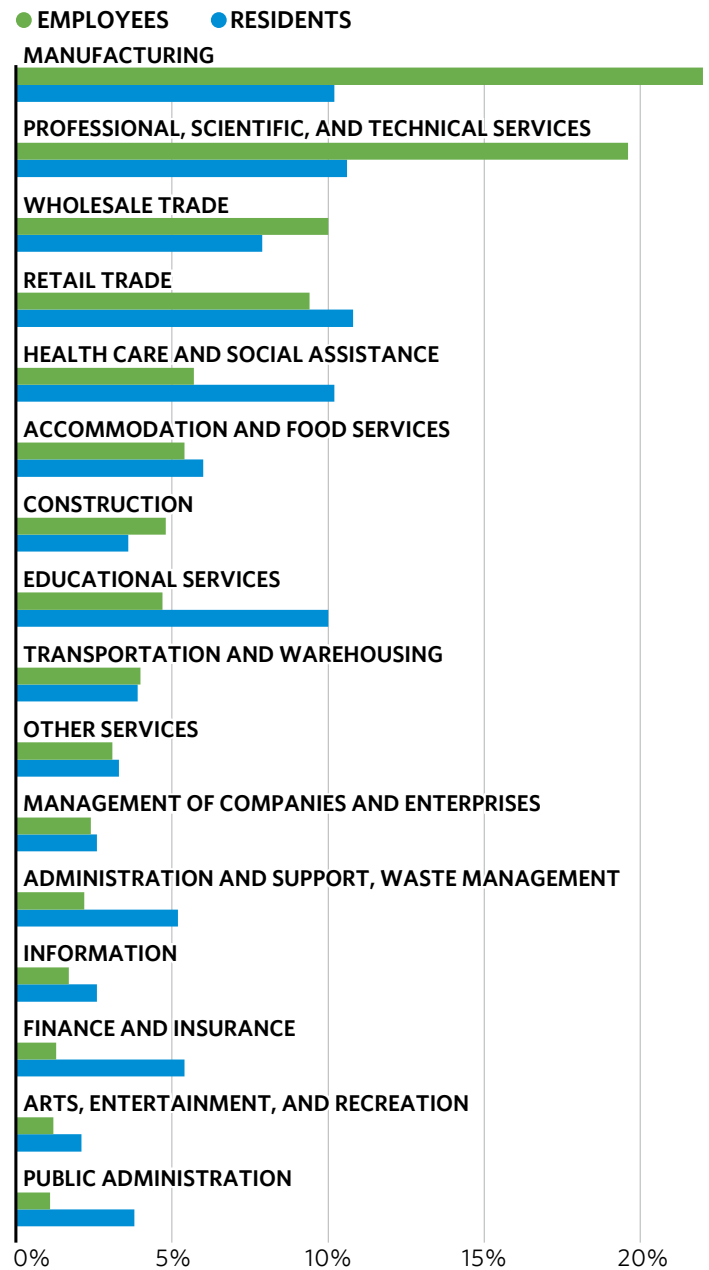 EMPLOYEES RESIDENTS
MANUFACTURING
PROFESSIONAL, SCIENTIFIC, AND TECHNICAL SERVICES
WHOLESALE TRADE
RETAIL TRADE
HEALTH CARE AND SOCIAL ASSISTANCE
ACCOMMODATION AND FOOD SERVICES
CONSTRUCTION
EDUCATIONAL SERVICES
TRANSPORTATION AND WAREHOUSING
OTHER SERVICES
MANAGEMENT OF COMPANIES AND ENTERPRISES
ADMINISTRATION AND SUPPORT, WASTE MANAGEMENT
INFORMATION
FINANCE AND INSURANCE
ARTS, ENTERTAINMENT, AND RECREATION
PUBLIC ADMINISTRATION
0% 5% 10% 15% 20%